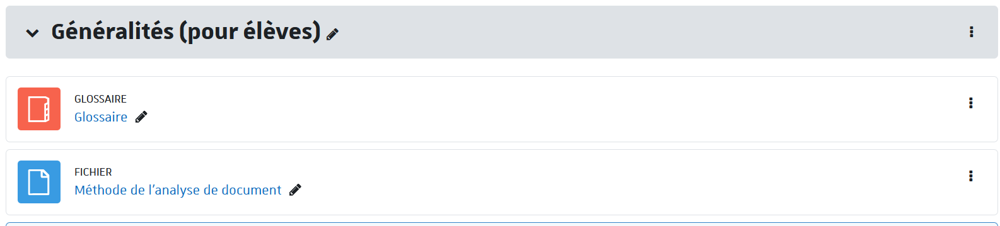 Généralités (pour élèves)
GLOSSAIRE
Glossaire
FICHIER
Méthode de l’analyse de document